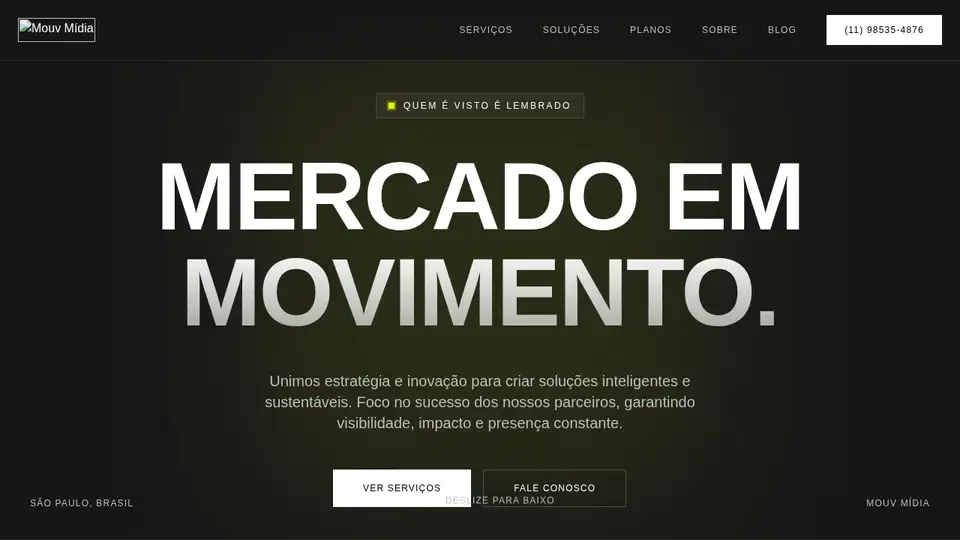 Mouv Mídia
SERVIÇOS
SOLUÇÕES
PLANOS
SOBRE
BLOG
(11) 98535-4876
QUEM É VISTO É LEMBRADO
MERCADO EM
MOVIMENTO.
Unimos estratégia e inovação para criar soluções inteligentes e
sustentáveis. Foco no sucesso dos nossos parceiros, garantindo
visibilidade, impacto e presença constante.
VER SERVIÇOS
FALE CONOSCO
SÃO PAULO, BRASIL
DESLIZE PARA BAIXO
MOUV MÍDIA